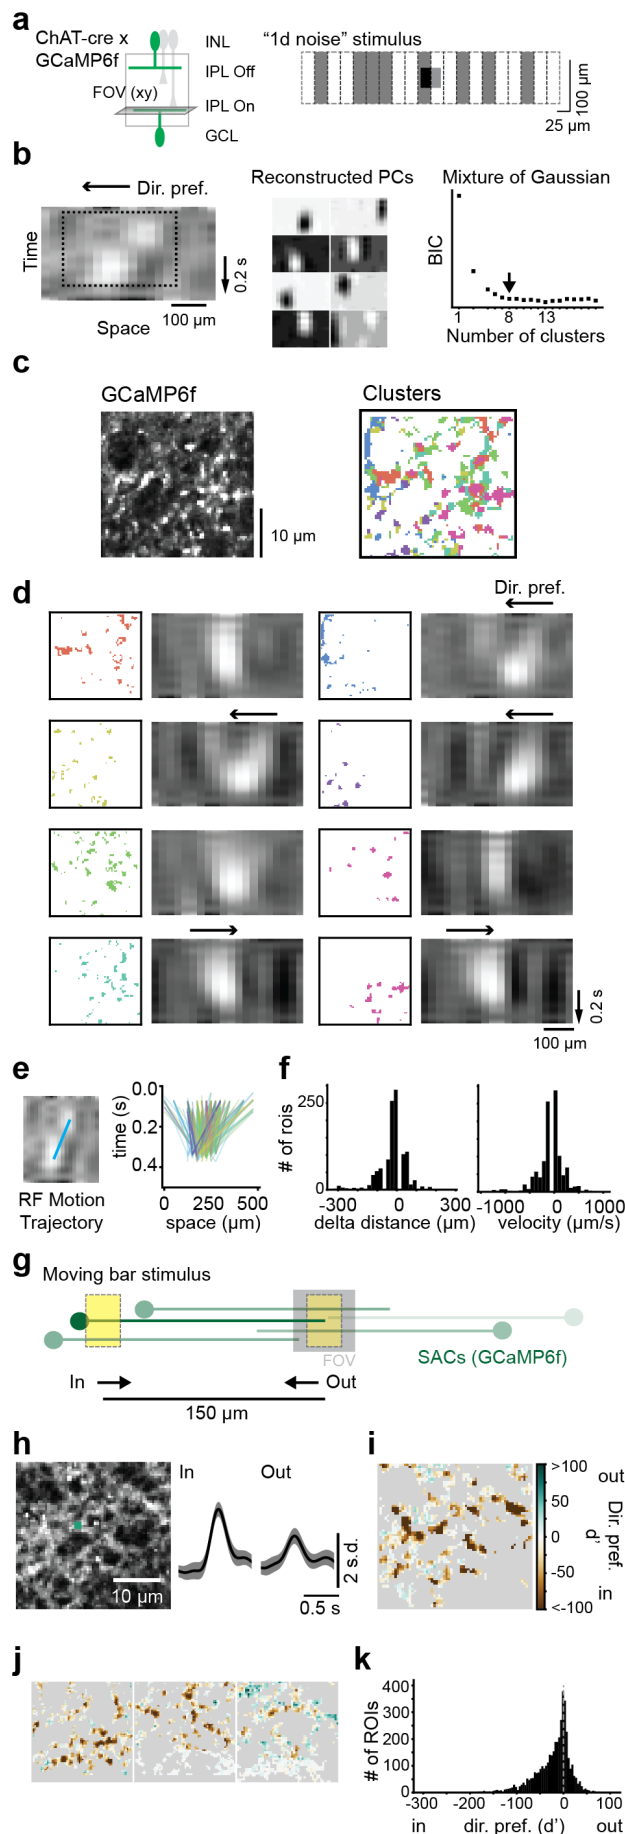 a
ChAT-cre x
GCaMP6f
INL
IPL Off
FOV (xy)
IPL On
GCL
“1d noise” stimulus
100 µm
25 µm
b
Dir. pref.
Time
0.2 s
100 µm
Space
Reconstructed PCs
Mixture of Gaussian
BIC
1 8 13
Number of clusters
c
GCaMP6f
Clusters
10 µm
d
Dir. pref.
0.2 s
100 µm
e
RF Motion
Trajectory
time (s)
0.0
0.2
0.4
0 250 500
space (µm)
f
# of rois
250
0
-300 0 300
delta distance (µm)
-1000 0 1000
velocity (µm/s)
g
Moving bar stimulus
FOV
SACs (GCaMP6f)
In
Out
150 µm
h
In
Out
10 µm
2 s.d.
0.5 s
i
>100
50
0
-50
<-100
out
Dir. pref.
d’
in
j
k
# of ROIs
400
300
200
100
0
-300 -200 -100 0 100
in dir. pref. (d’) out